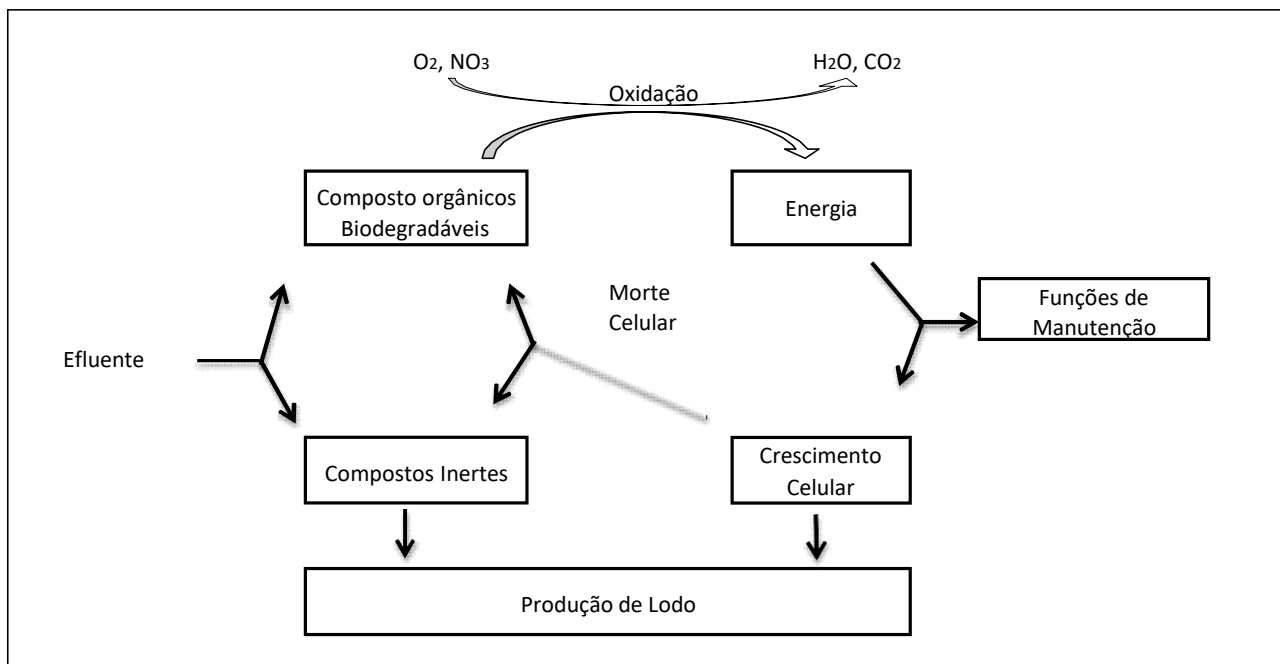 O2, NO3
H2O, CO2
Oxidação
Composto orgânicos
Biodegradáveis
Energia
Morte
Celular
Funções de
Manutenção
Efluente
Compostos Inertes
Crescimento
Celular
Produção de Lodo